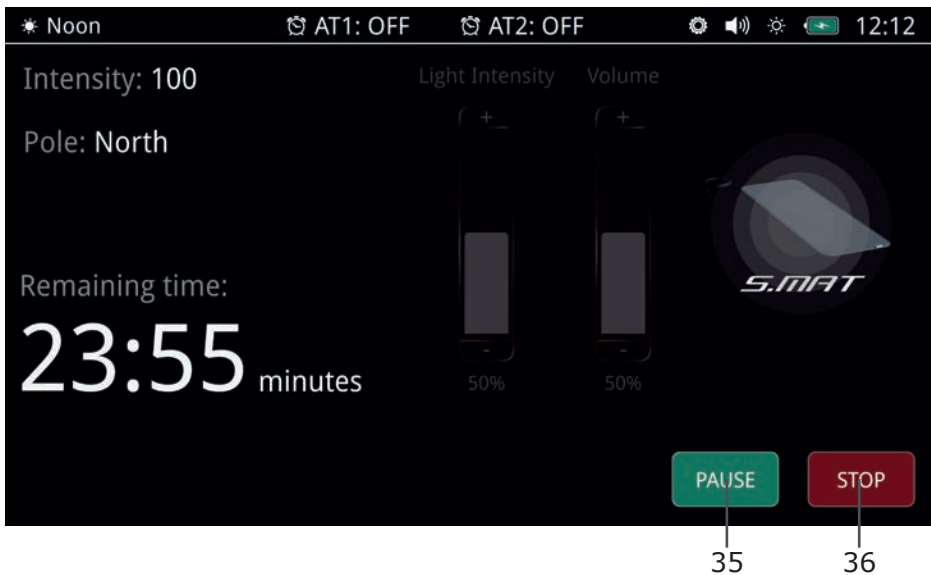 Noon AT1: OFF AT2: OFF 12:12
Intensity: 100
Light Intensity Volume
Pole: North
+ +
S.MAT
Remaining time:
23:55 minutes
- -
50% 50%
PAUSE STOP
35 36